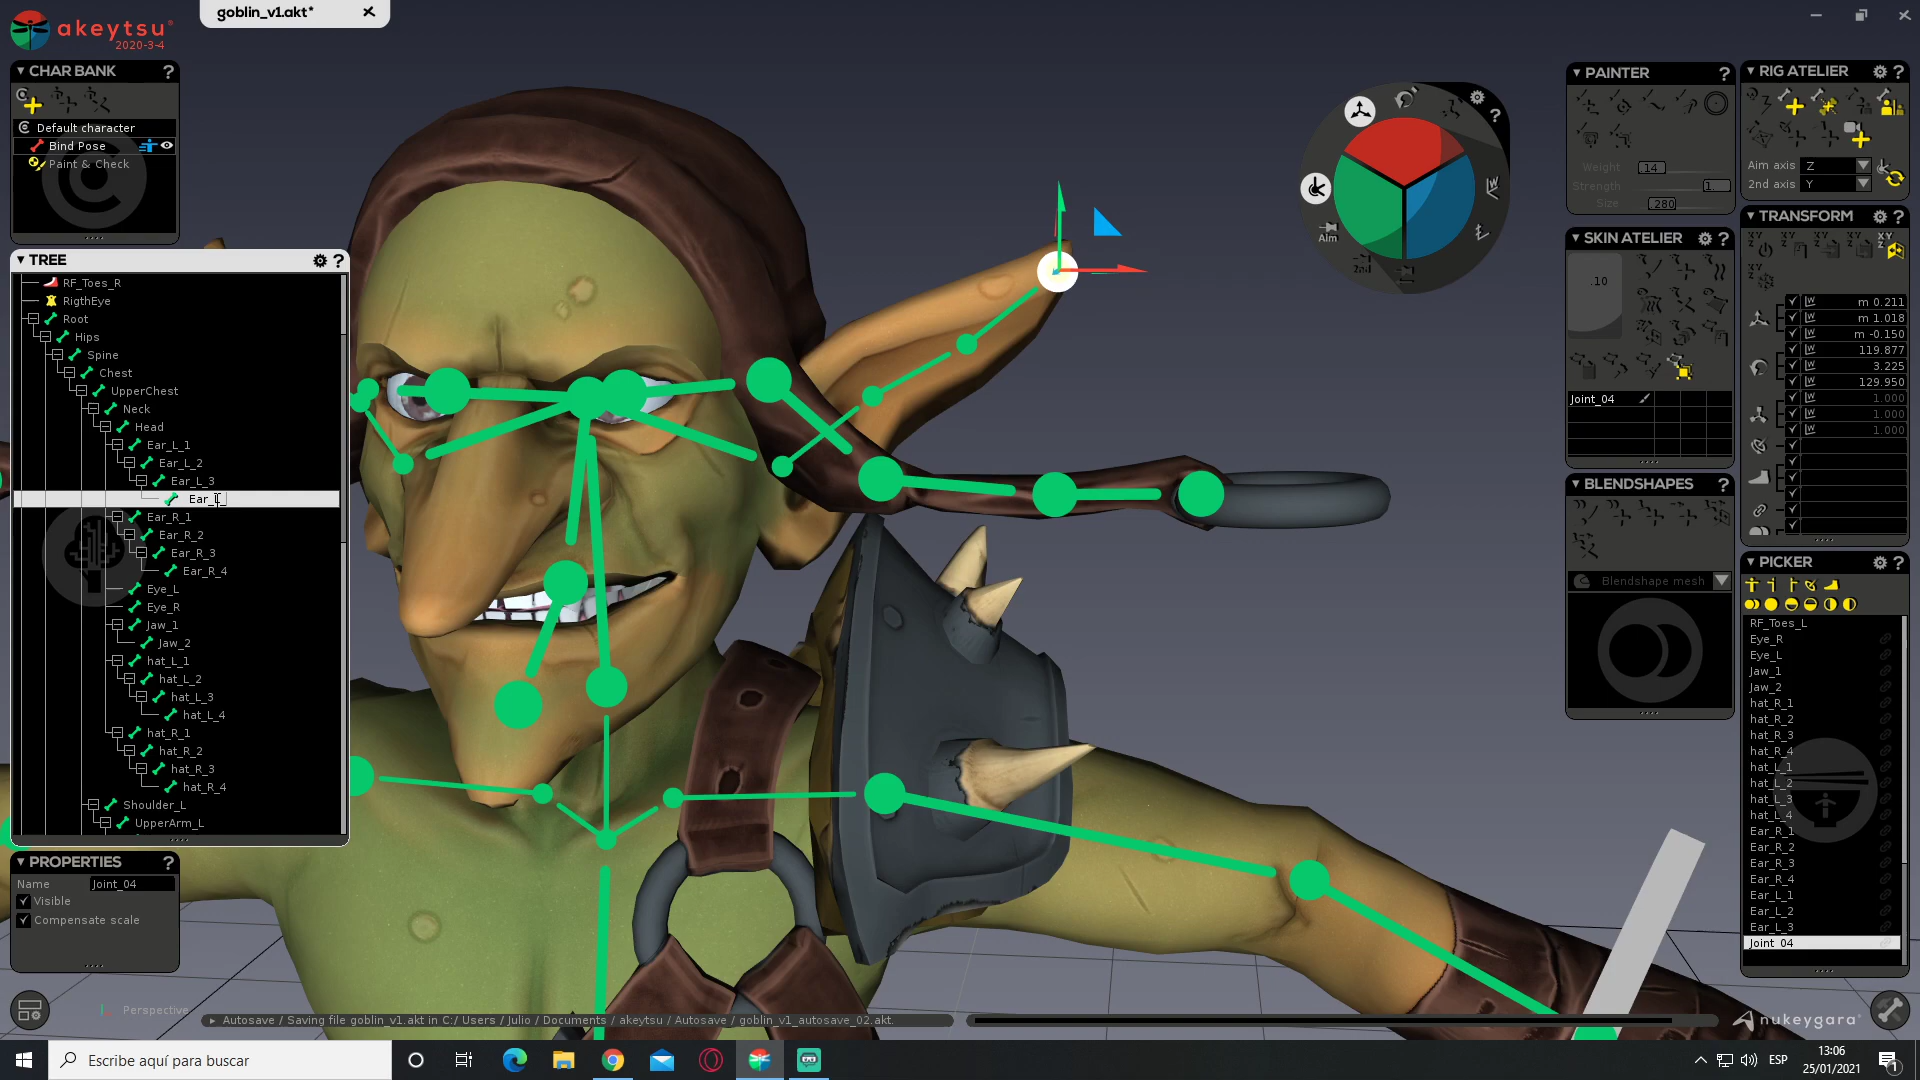 goblin_v1.akt*
akeytsu
2020-3-4
CHAR BANK ?
Default character
Bind Pose
Paint & Check
TREE ?
RF_Toes_R
RigthEye
Root
Hips
Spine
Chest
UpperChest
Neck
Head
Ear_L_1
Ear_L_2
Ear_L_3
Ear_L
Ear_R_1
Ear_R_2
Ear_R_3
Ear_R_4
Eye_L
Eye_R
Jaw_1
Jaw_2
hat_L_1
hat_L_2
hat_L_3
hat_L_4
hat_R_1
hat_R_2
hat_R_3
hat_R_4
Shoulder_L
UpperArm_L
PROPERTIES ?
Name Joint_04
Visible
Compensate scale
Perspective
Autosave / Saving file goblin_v1.akt in C:/ Users / Julio / Documents / akeytsu / Autosave / goblin_v1_autosave_02.akt.
?
Aim
2nd
PAINTER ?
Weight .14
Strength 1.
Size .280
SKIN ATELIER ?
.10
Joint_04
BLENDSHAPES ?
Blendshape mesh
RIG ATELIER ?
Aim axis Z
2nd axis Y
TRANSFORM ?
m 0.211
m 1.018
m -0.150
119.877
3.225
129.950
1.000
1.000
1.000
PICKER ?
RF_Toes_L
Eye_R
Eye_L
Jaw_1
Jaw_2
hat_R_1
hat_R_2
hat_R_3
hat_R_4
hat_L_1
hat_L_2
hat_L_3
hat_L_4
Ear_R_1
Ear_R_2
Ear_R_3
Ear_R_4
Ear_L_1
Ear_L_2
Ear_L_3
Joint_04
nukeygara
Escribe aquí para buscar
ESP
13:06
25/01/2021
1